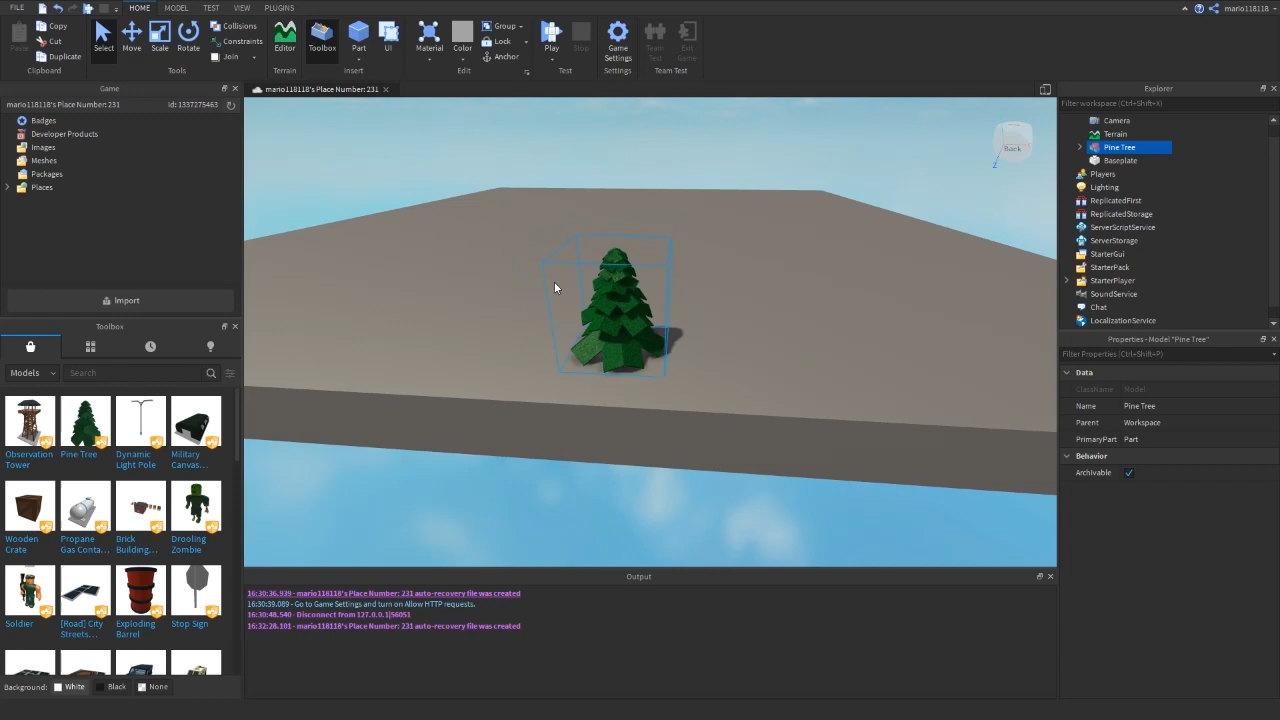 FILE HOME MODEL TEST VIEW PLUGINS mario118118
Paste Copy Cut Duplicate Clipboard
Select Move Scale Rotate Collisions Constraints Join Tools
Editor Terrain
Toolbox Part UI Insert
Material Color Group Lock Anchor Edit
Play Stop Test
Game Settings Settings
Team Test Exit Game Team Test
Game
mario118118's Place Number: 231 Id: 1337275463
Badges
Developer Products
Images
Meshes
Packages
Places
Import
Toolbox
Models Search
Observation Tower
Pine Tree
Dynamic Light Pole
Military Canvas...
Wooden Crate
Propane Gas Conta...
Brick Building...
Drooling Zombie
Soldier
[Road] City Streets...
Exploding Barrel
Stop Sign
Background: White Black None
mario118118's Place Number: 231
Back
Z
Output
16:30:36.939 - mario118118's Place Number: 231 auto-recovery file was created
16:30:39.089 - Go to Game Settings and turn on Allow HTTP requests.
16:30:48.540 - Disconnect from 127.0.0.1|56051
16:32:28.101 - mario118118's Place Number: 231 auto-recovery file was created
Explorer
Filter workspace (Ctrl+Shift+X)
Camera
Terrain
Pine Tree
Baseplate
Players
Lighting
ReplicatedFirst
ReplicatedStorage
ServerScriptService
ServerStorage
StarterGui
StarterPack
StarterPlayer
SoundService
Chat
LocalizationService
Properties - Model "Pine Tree"
Filter Properties (Ctrl+Shift+P)
Data
ClassName Model
Name Pine Tree
Parent Workspace
PrimaryPart Part
Behavior
Archivable